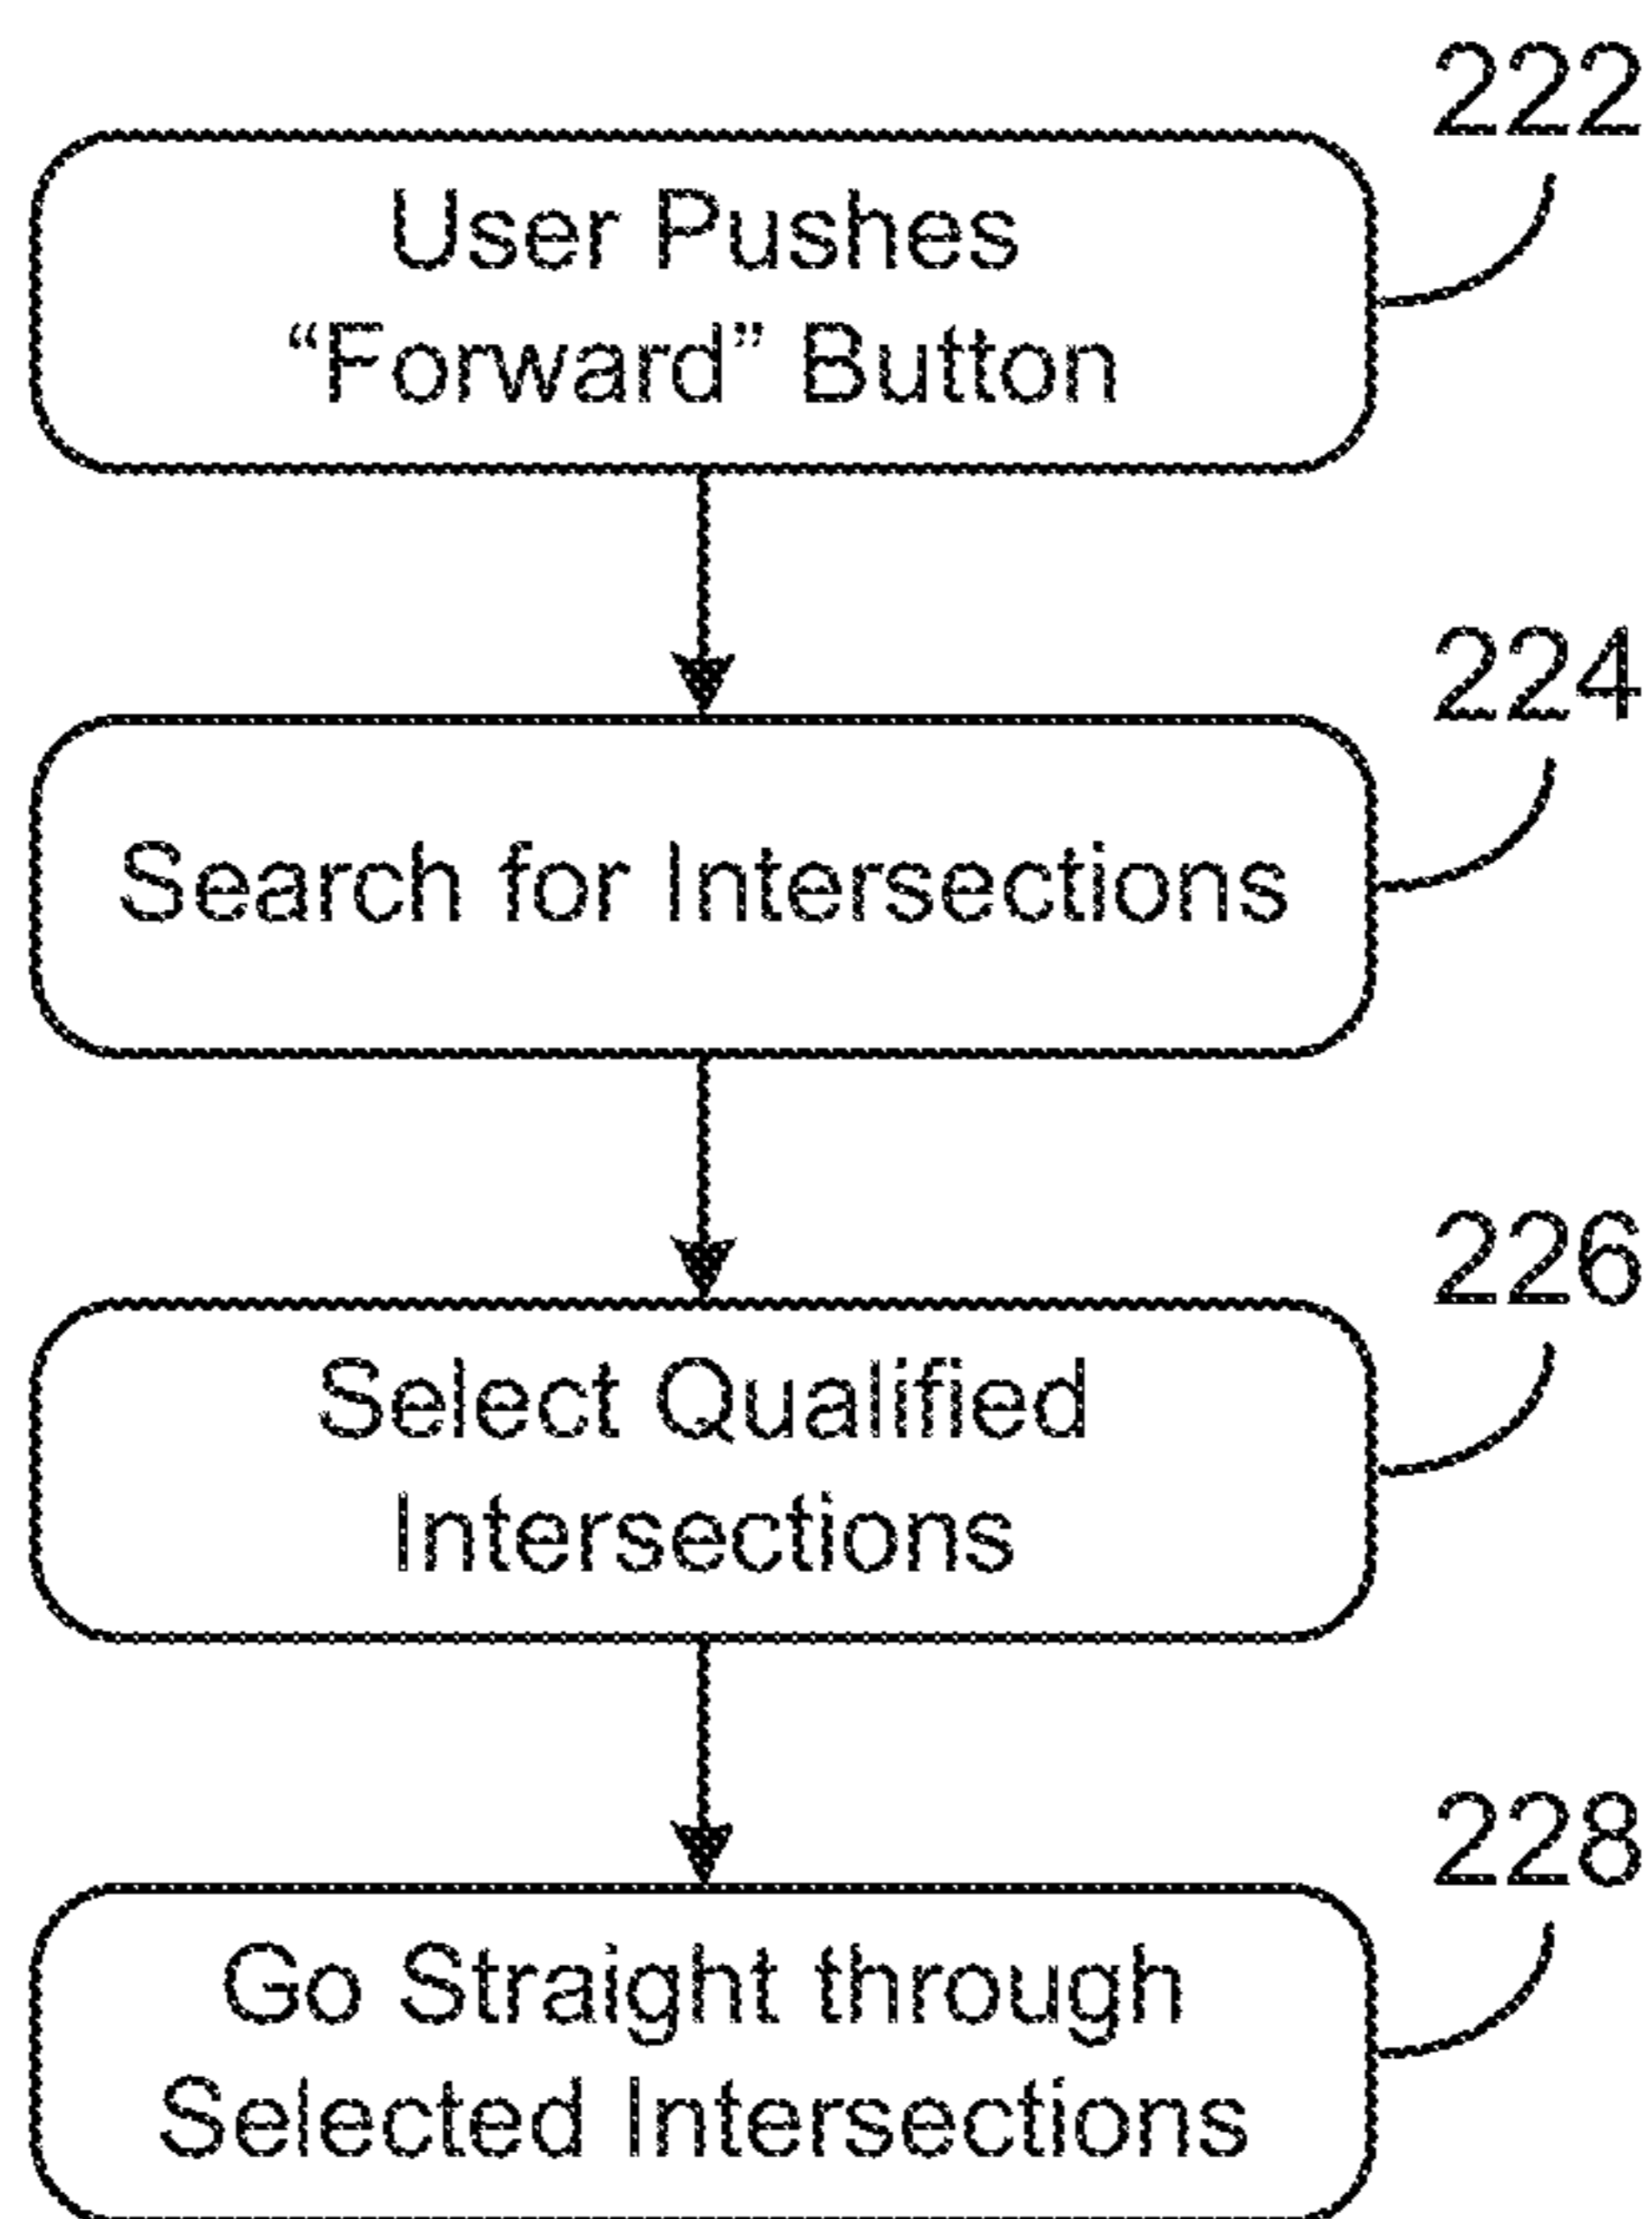 222
User Pushes
“Forward” Button
224
Search for Intersections
226
Select Qualified
Intersections
228
Go Straight through
Selected Intersections